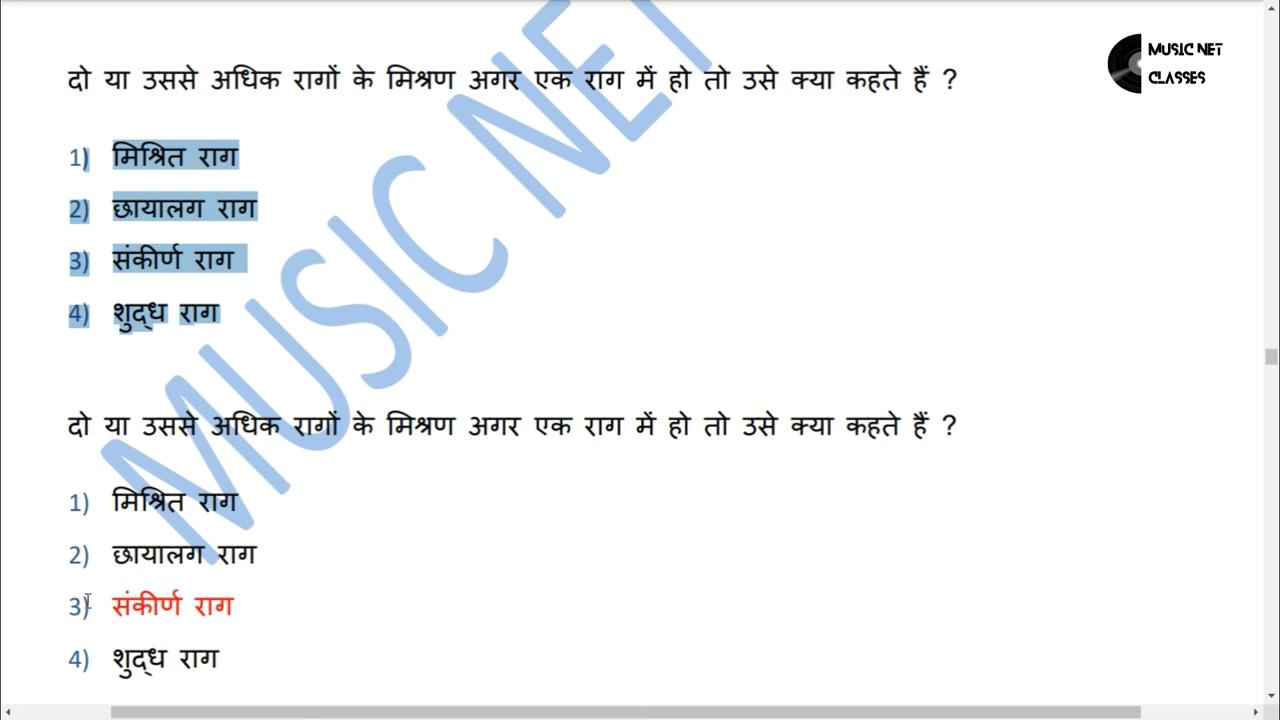 MUSIC NET
CLASSES
दो या उससे अधिक रागों के मिश्रण अगर एक राग में हो तो उसे क्या कहते हैं ?
1) मिश्रित राग
2) छायालग राग
3) संकीर्ण राग
4) शुद्ध राग
MUSIC NET
दो या उससे अधिक रागों के मिश्रण अगर एक राग में हो तो उसे क्या कहते हैं ?
1) मिश्रित राग
2) छायालग राग
3) संकीर्ण राग
4) शुद्ध राग